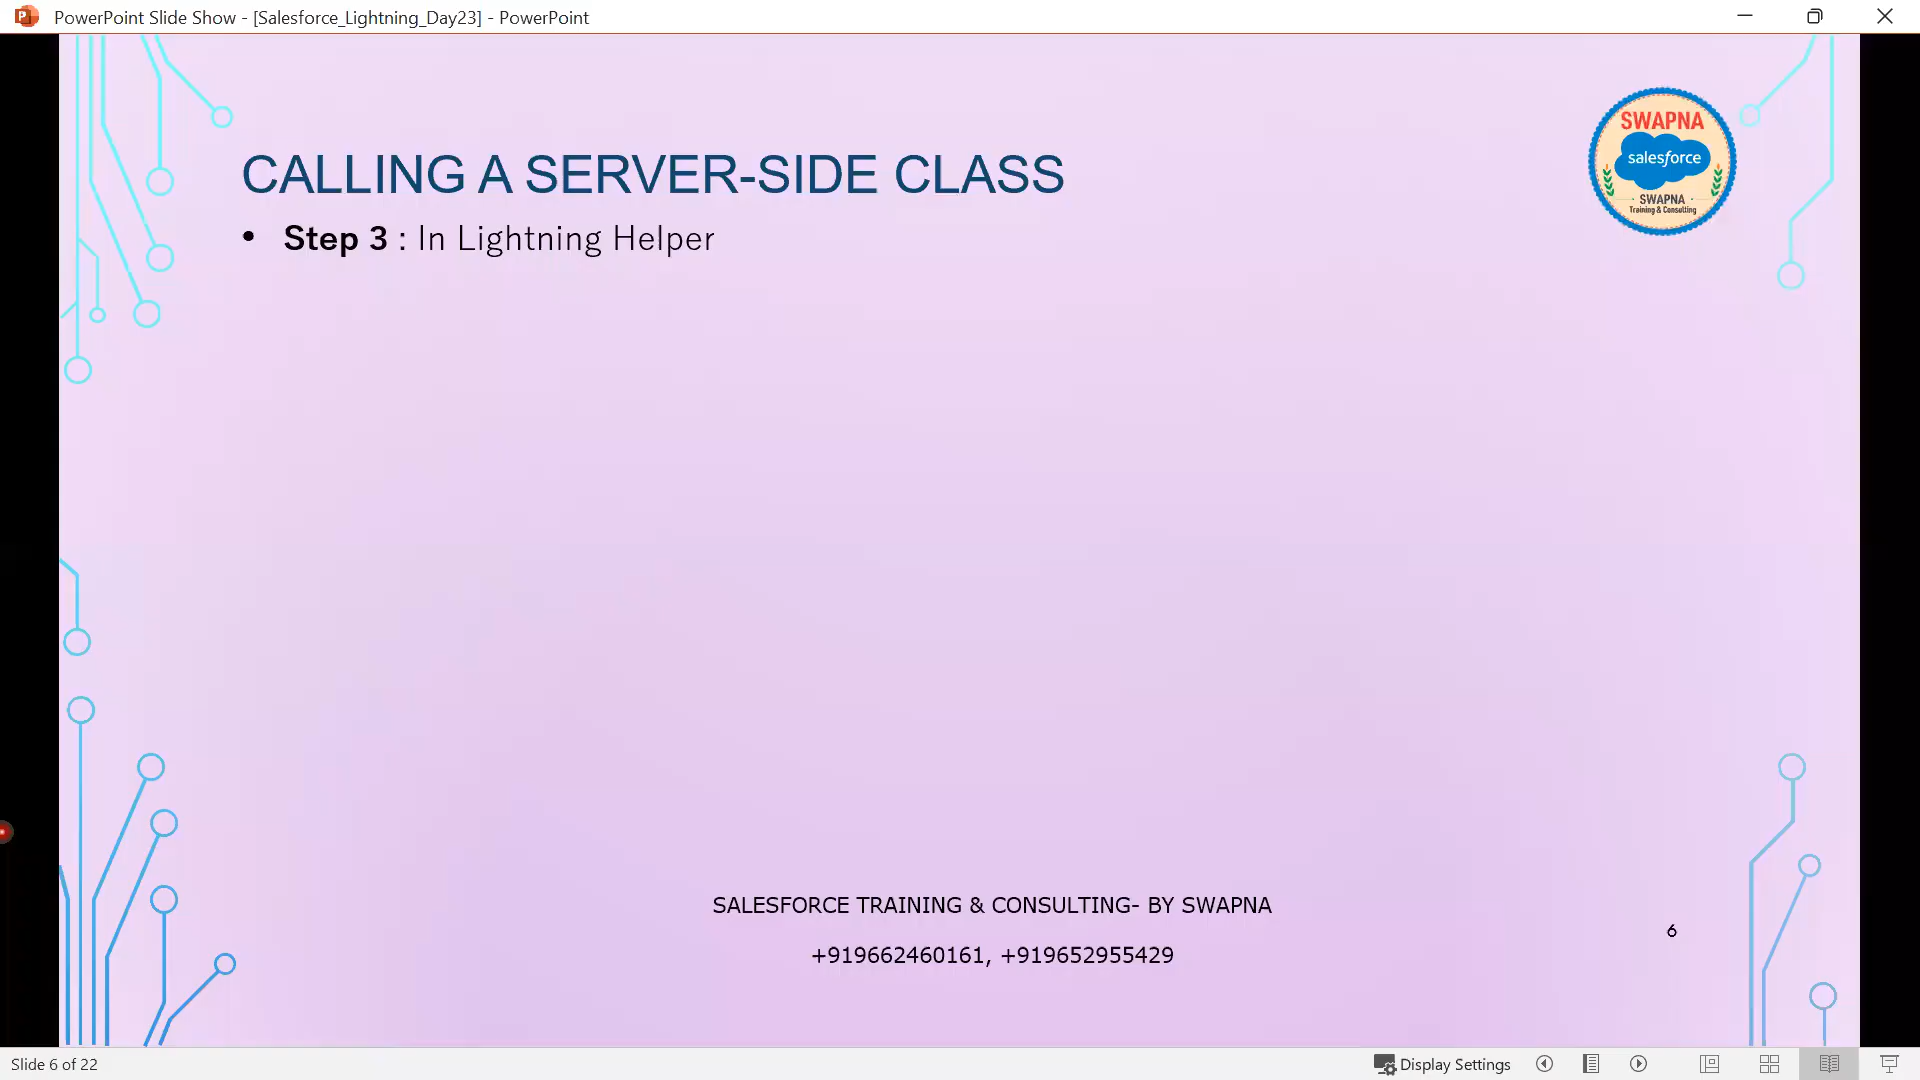 PowerPoint Slide Show - [Salesforce_Lightning_Day23] - PowerPoint
SWAPNA
salesforce
· SWAPNA ·
Training & Consulting
CALLING A SERVER-SIDE CLASS
• Step 3 : In Lightning Helper
SALESFORCE TRAINING & CONSULTING- BY SWAPNA
+919662460161, +919652955429
6
Slide 6 of 22
Display Settings